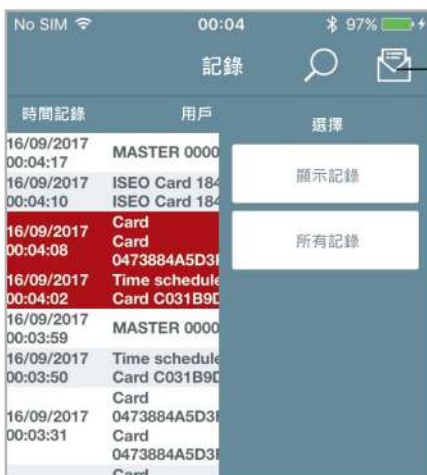 No SIM 00:04 97%
記錄
時間記錄 用戶 選擇
16/09/2017 00:04:17 MASTER 0000
16/09/2017 00:04:10 ISEO Card 184 ISEO Card 184
16/09/2017 00:04:08 Card Card 0473884A5D3
16/09/2017 00:04:02 Time schedule Card C031B9D
16/09/2017 00:03:59 MASTER 0000
16/09/2017 00:03:50 Time schedule Card C031B9D
16/09/2017 00:03:31 Card 0473884A5D3 Card 0473884A5D3
Card
顯示記錄
所有記錄